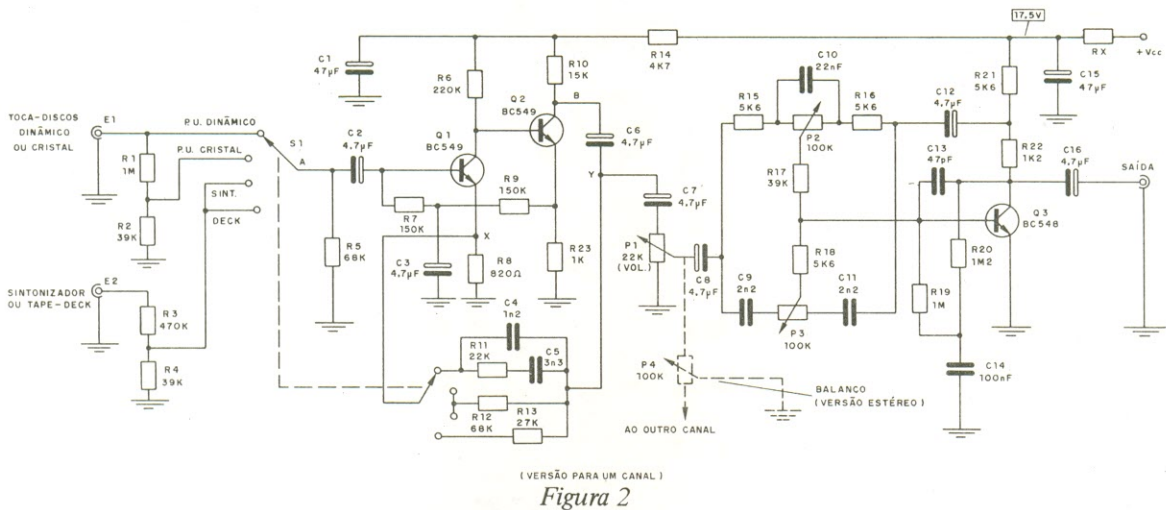 17.5V
+Vcc
RX
C1
47µF
R6
220K
R10
15K
R14
4K7
C10
22nF
R21
5K6
C15
47µF
Q2
BC549
B
R15
5K6
R16
5K6
C12
4,7µF
TOCA-DISCOS
DINÂMICO
OU CRISTAL
E1
P.U. DINÂMICO
S1
A
C2
4,7µF
Q1
BC549
C6
4,7µF
P2
100K
C13
47pF
R22
1K2
C16
4,7µF
SAÍDA
R1
1M
P.U. CRISTAL
R9
150K
Y
C7
4,7µF
R17
39K
SINT.
DECK
R2
39K
R7
150K
X
Q3
BC548
R5
68K
C3
4,7µF
R8
820Ω
R23
1K
P1
22K
(VOL.)
C8
4,7µF
R18
5K6
R20
1M2
R19
1M
E2
SINTONIZADOR
OU TAPE-DECK
C9
2n2
C11
2n2
R3
470K
C4
1n2
P3
100K
R11
22K
C5
3n3
R4
39K
P4
100K
C14
100nF
BALANCO
(VERSÃO ESTÉREO)
R12
68K
R13
27K
AO OUTRO CANAL
(VERSÃO PARA UM CANAL)
Figura 2